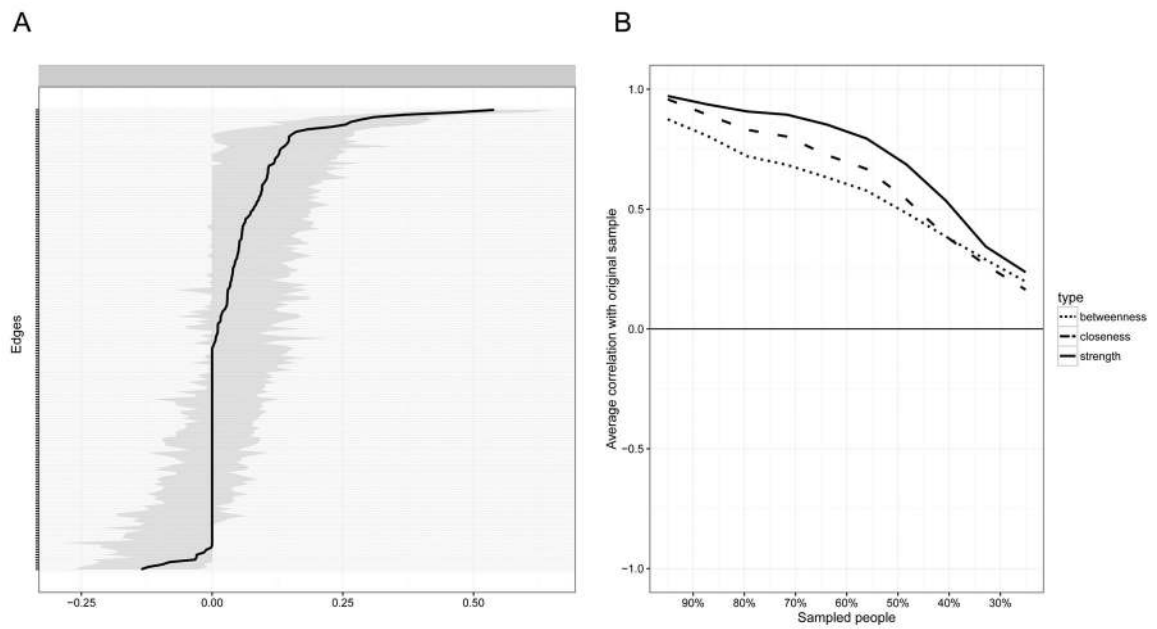 A
B
Edges
−0.25
0.00
0.25
0.50
Average correlation with original sample
1.0
0.5
0.0
−0.5
−1.0
90%
80%
70%
60%
50%
40%
30%
Sampled people
type
betweenness
closeness
strength